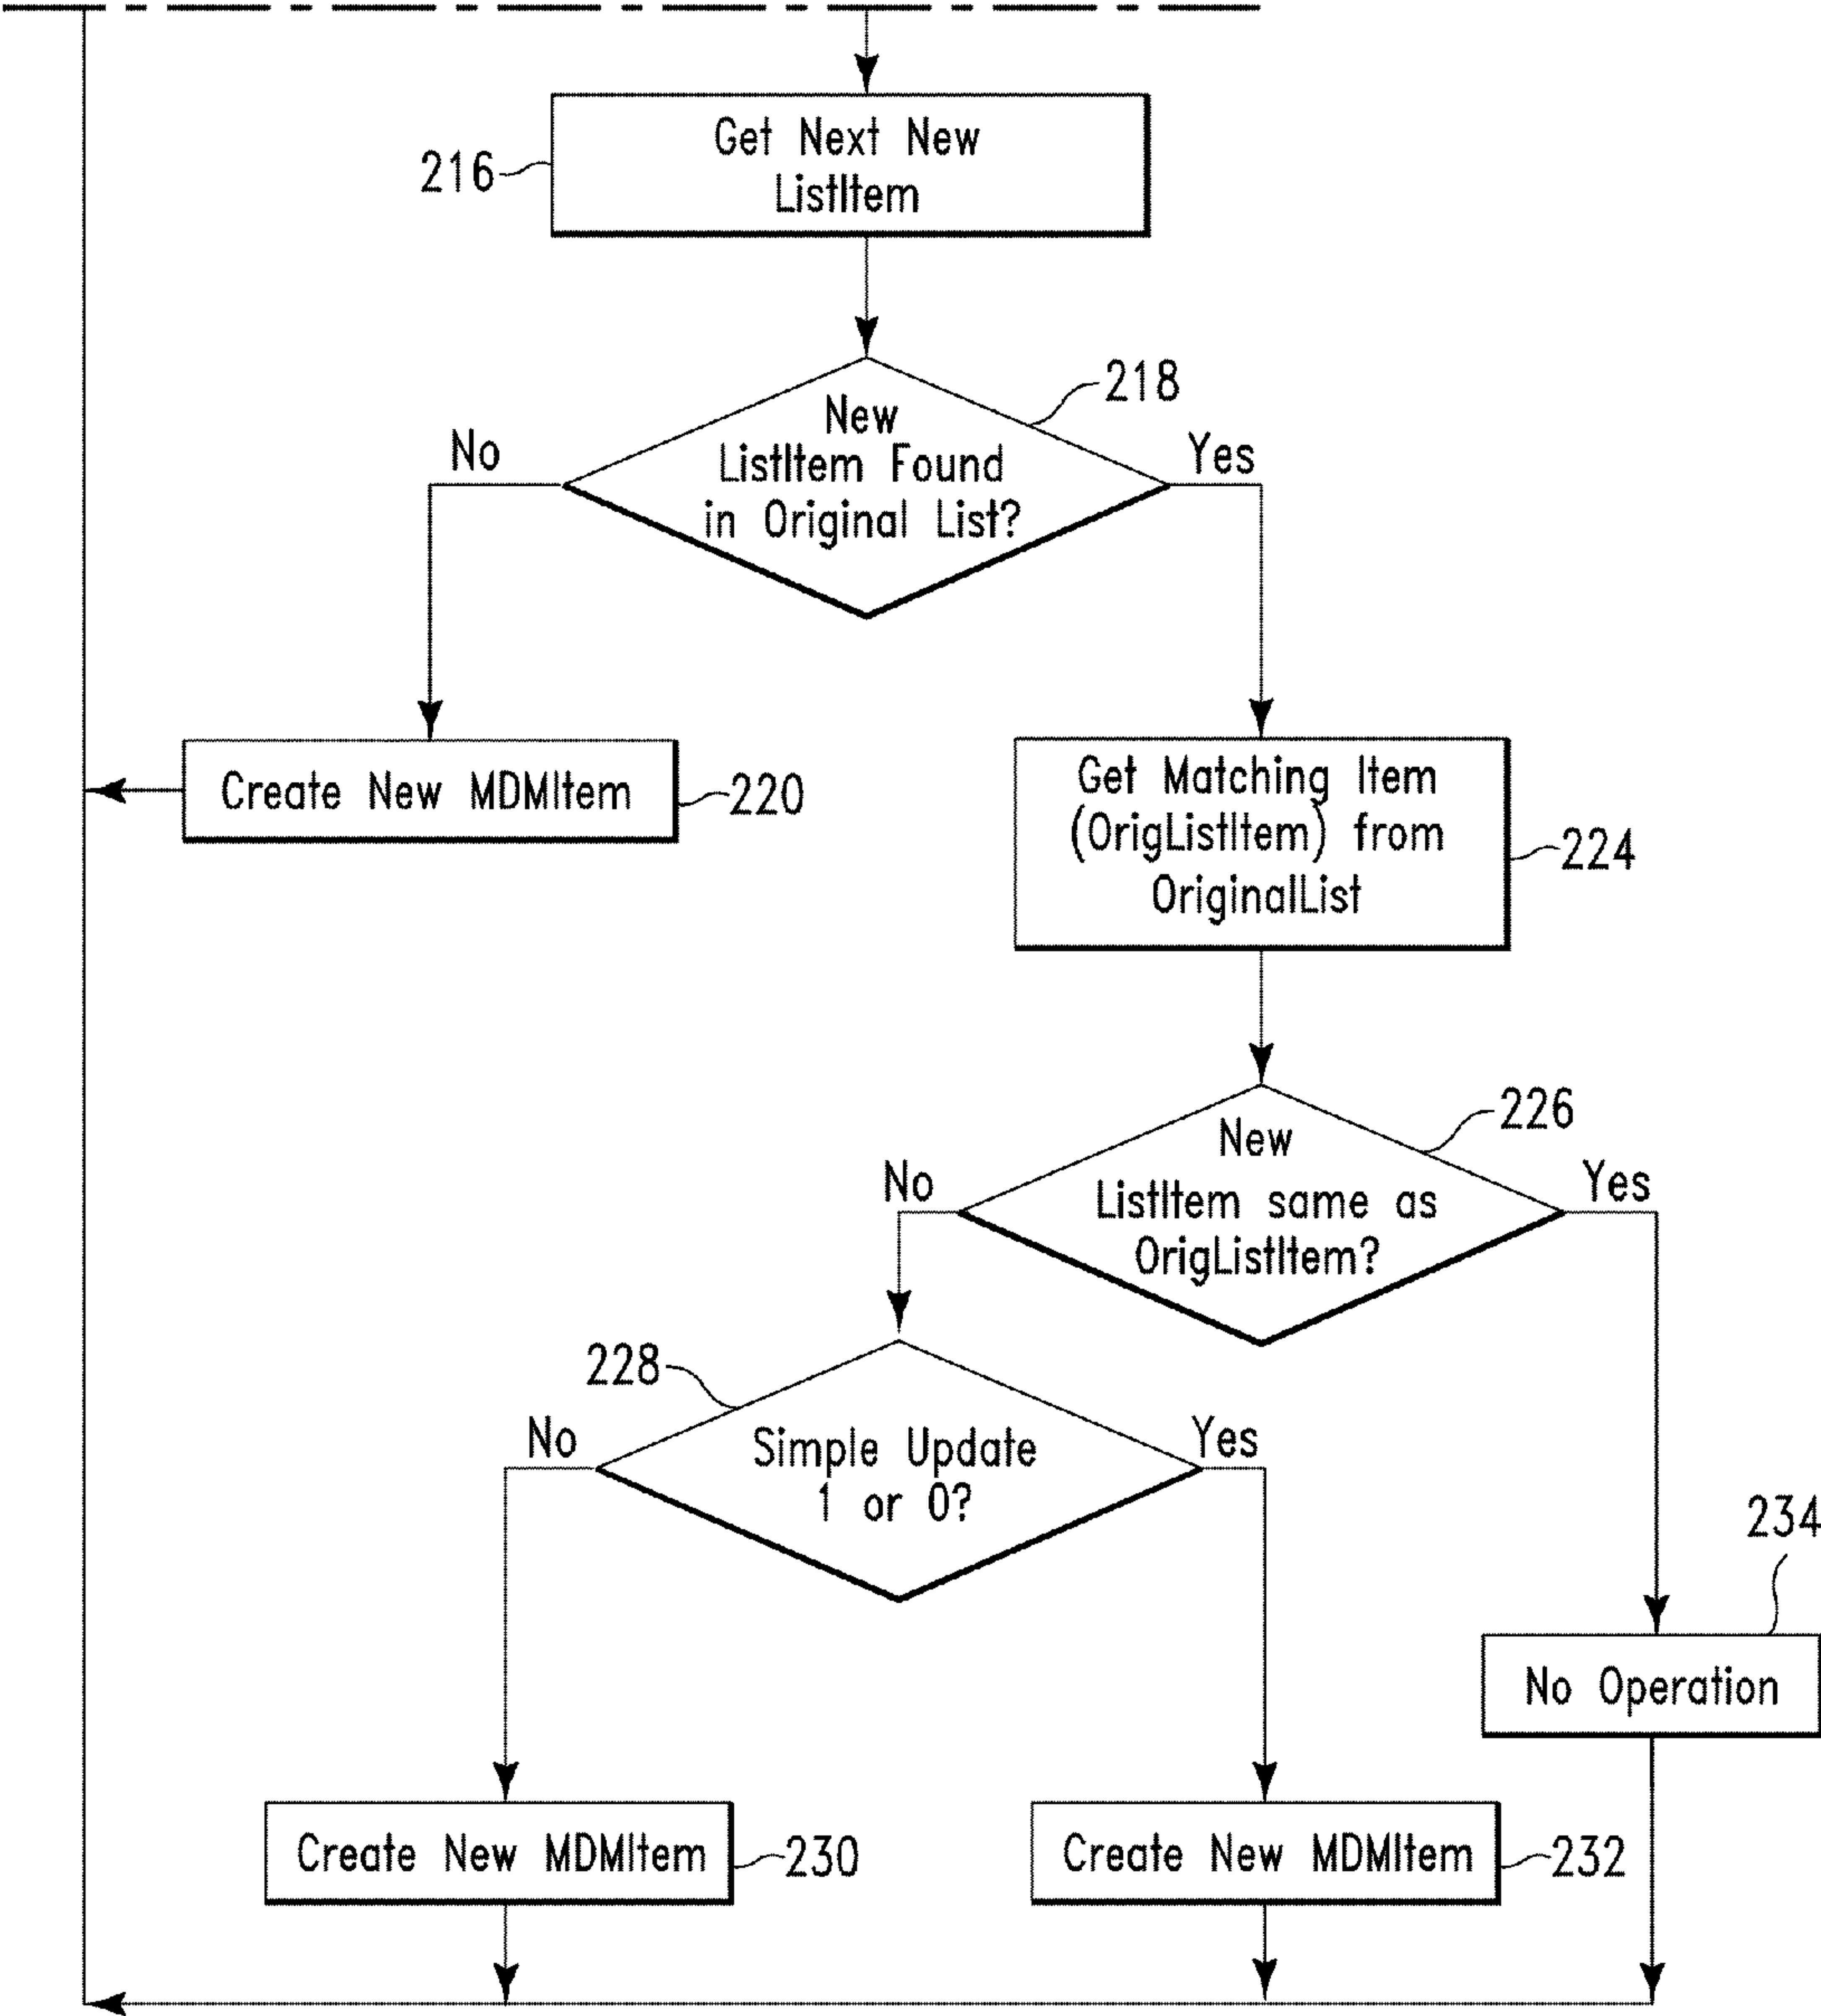 Get Next New
ListItem
216
218
New
ListItem Found
in Original List?
No
Yes
Create New MDMItem
220
Get Matching Item
(OrigListItem) from
OriginalList
224
226
New
ListItem same as
OrigListItem?
No
Yes
228
Simple Update
1 or 0?
No
Yes
234
No Operation
Create New MDMItem
230
Create New MDMItem
232